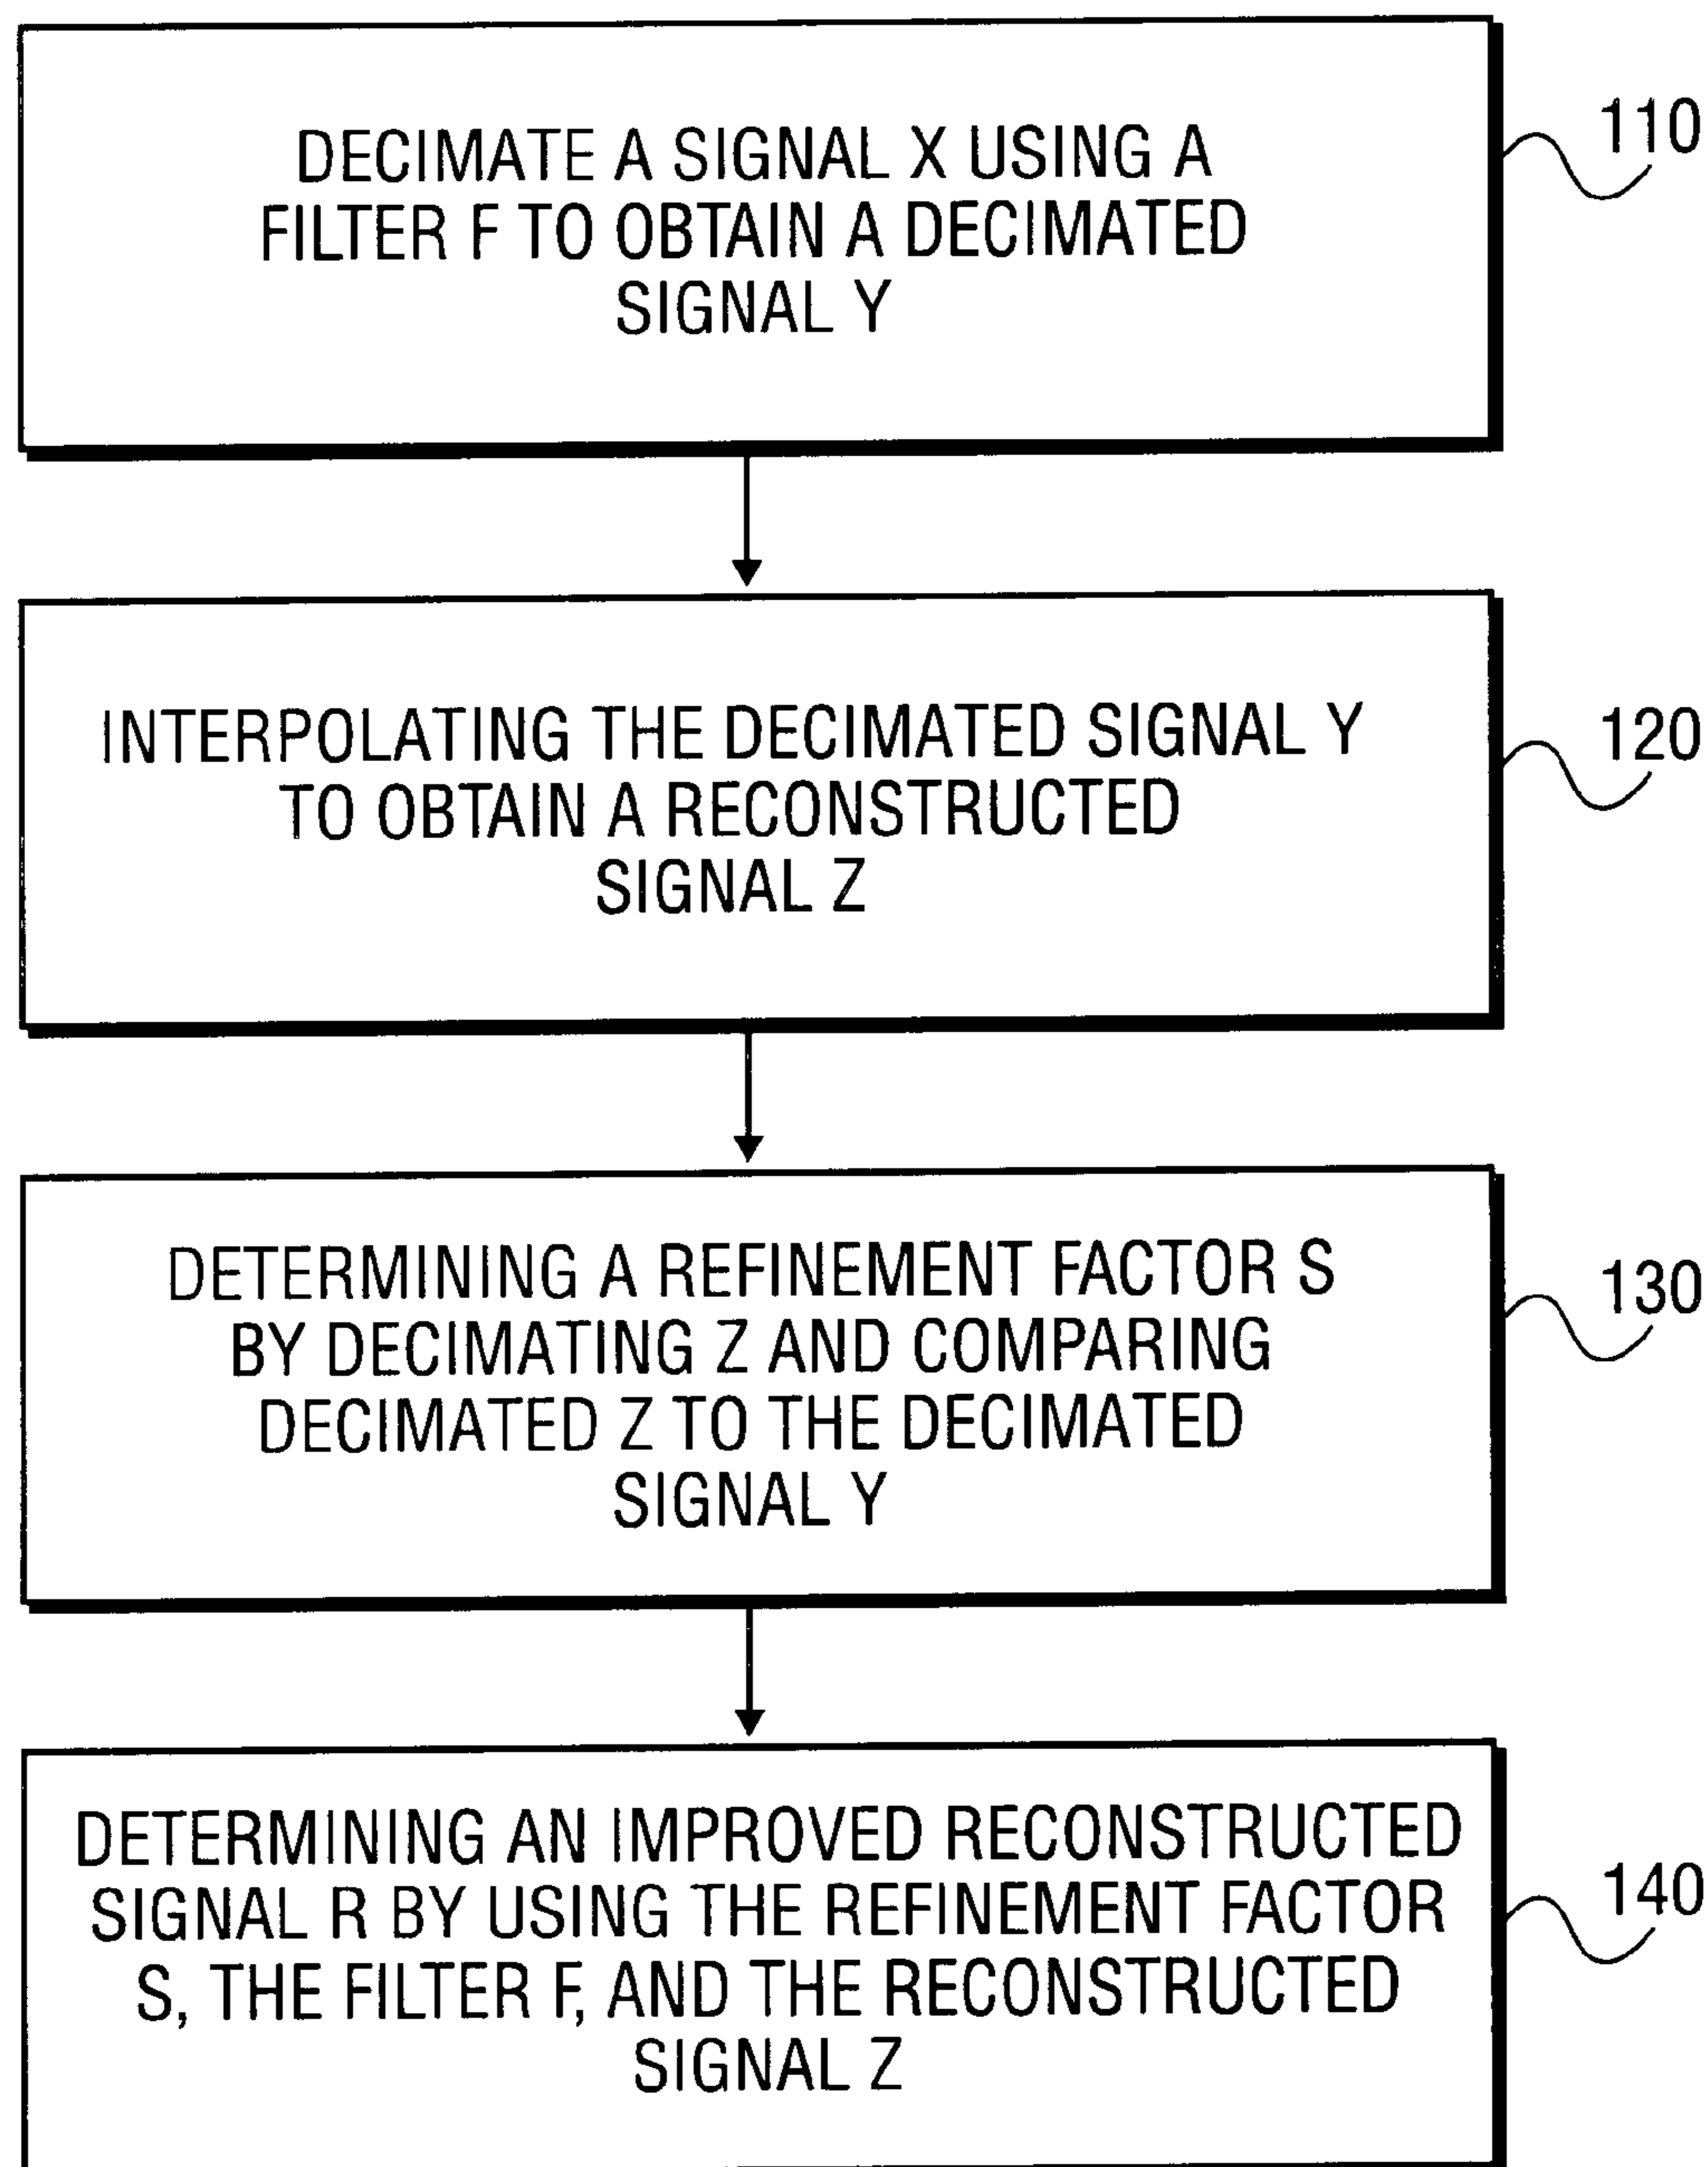 DECIMATE A SIGNAL X USING A
FILTER F TO OBTAIN A DECIMATED
SIGNAL Y
110
INTERPOLATING THE DECIMATED SIGNAL Y
TO OBTAIN A RECONSTRUCTED
SIGNAL Z
120
DETERMINING A REFINEMENT FACTOR S
BY DECIMATING Z AND COMPARING
DECIMATED Z TO THE DECIMATED
SIGNAL Y
130
DETERMINING AN IMPROVED RECONSTRUCTED
SIGNAL R BY USING THE REFINEMENT FACTOR
S, THE FILTER F, AND THE RECONSTRUCTED
SIGNAL Z
140